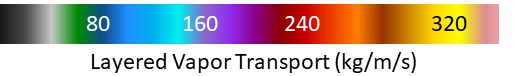 80 160 240 320
Layered Vapor Transport (kg/m/s)